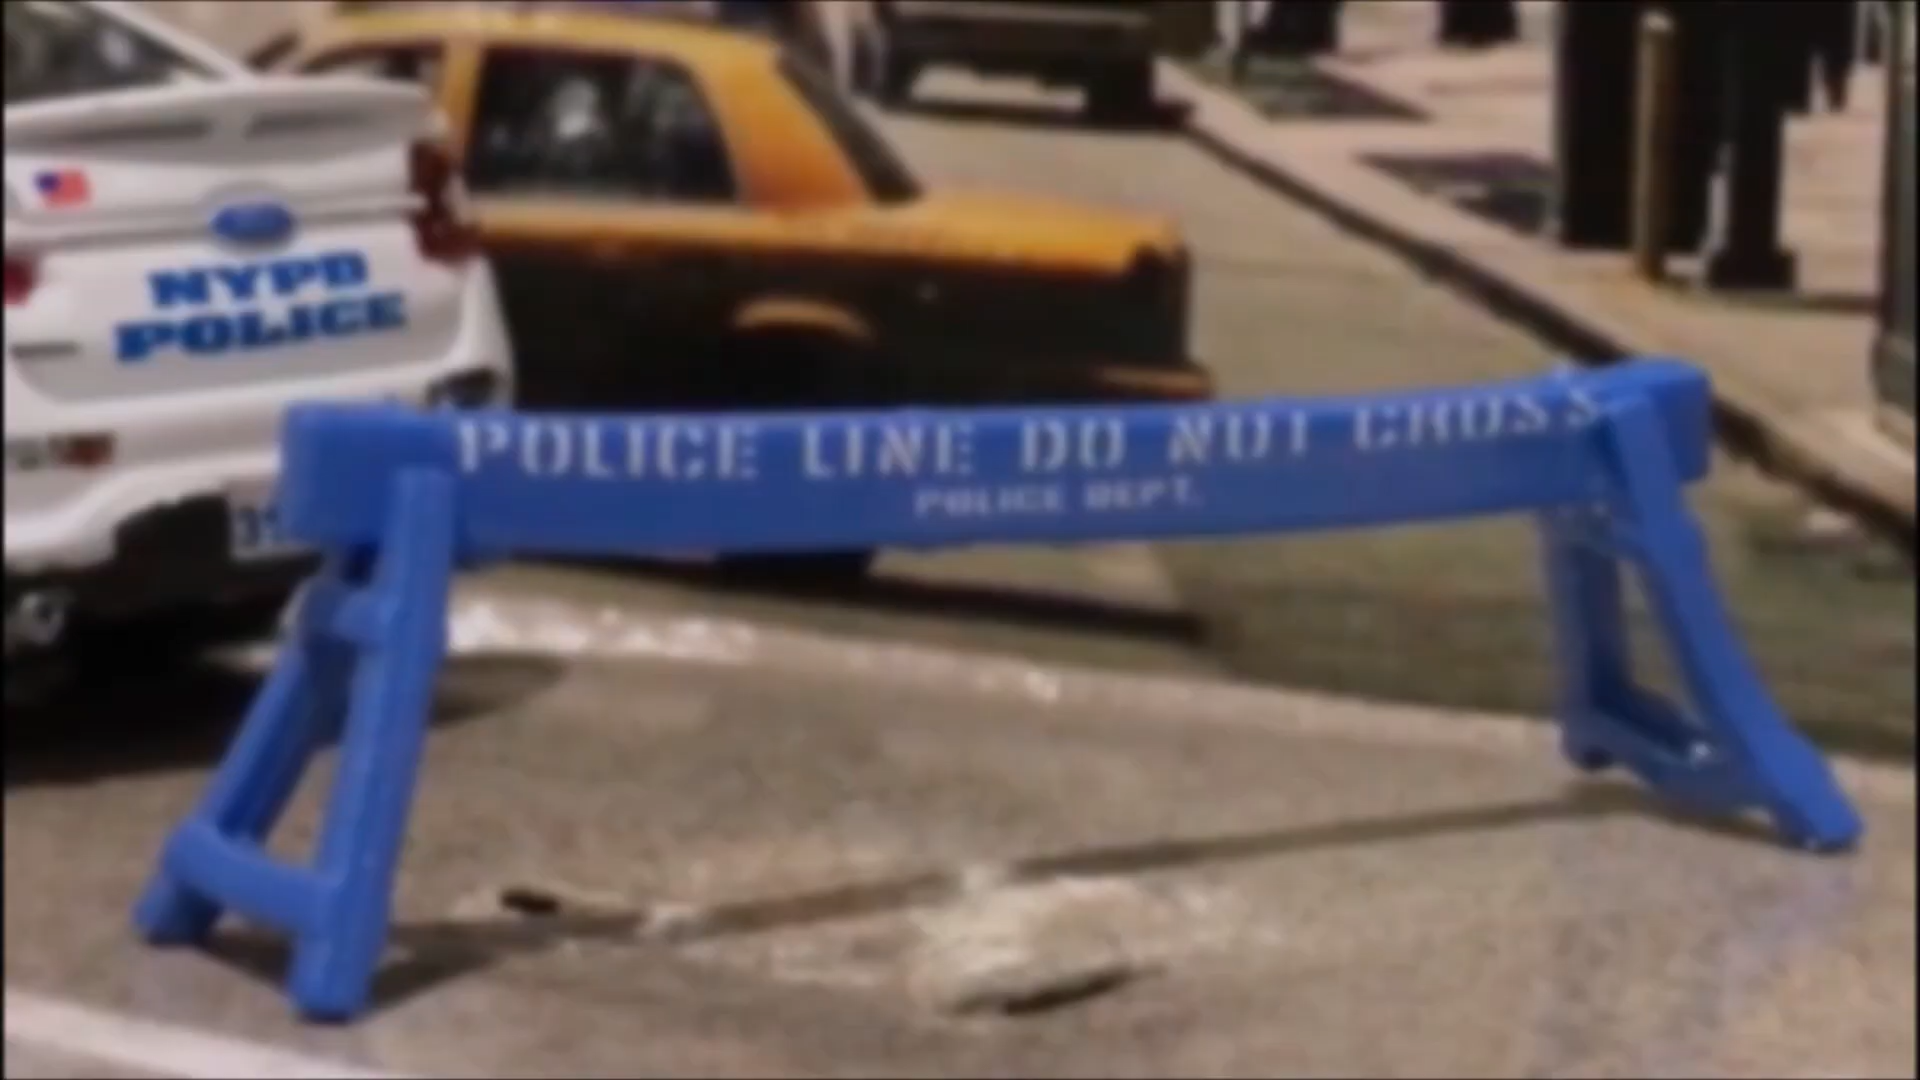 NYPD
POLICE
POLICE LINE DO NOT CROSS
POLICE DEPT.